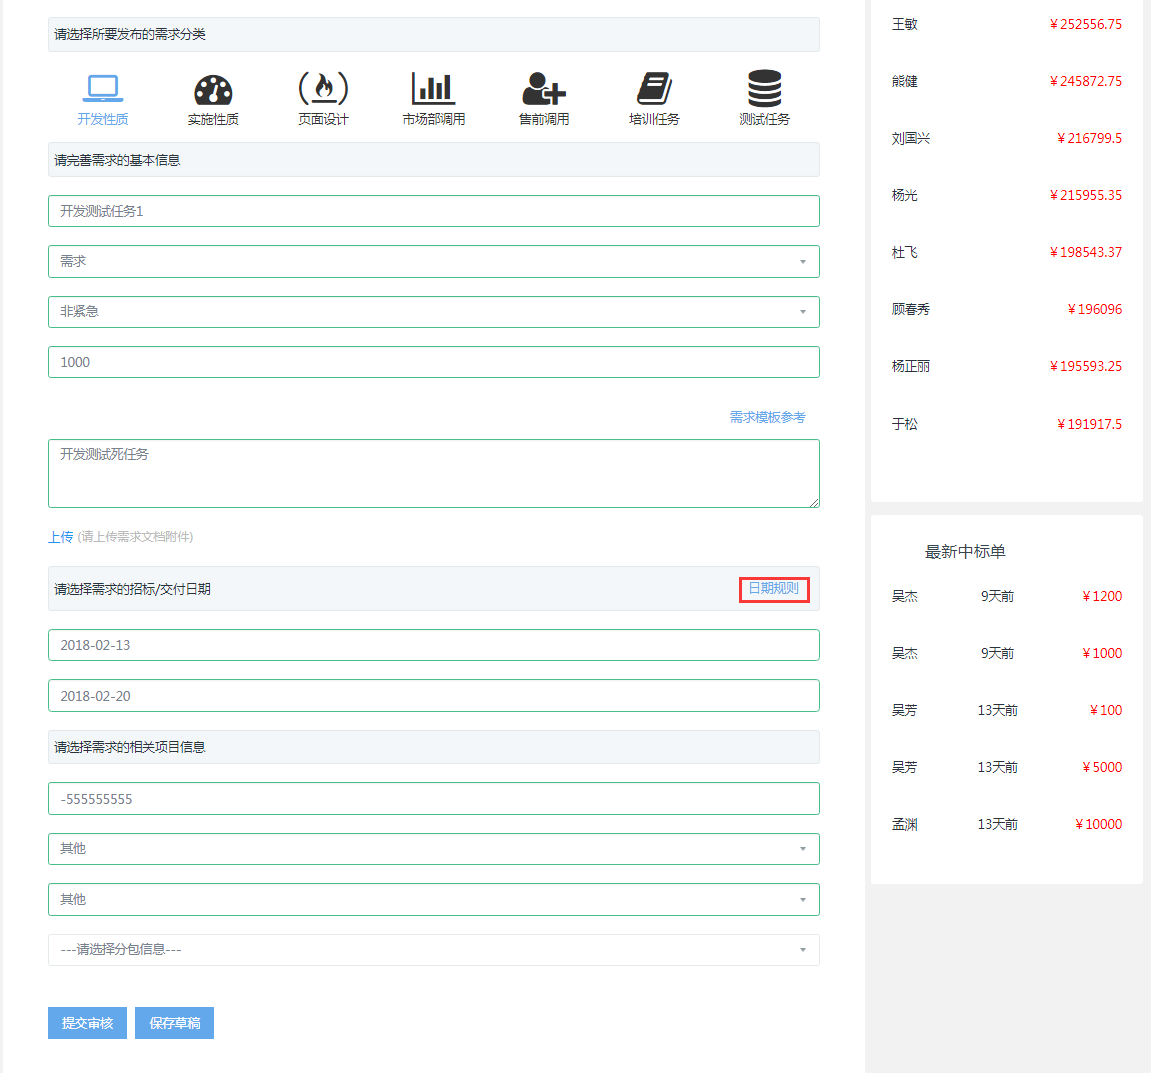 请选择所要发布的需求分类
开发性质 实施性质 页面设计 市场部调用 售前调用 培训任务 测试任务
请完善需求的基本信息
开发测试任务1
需求
非紧急
1000
需求模板参考
开发测试死任务
上传 (请上传需求文档附件)
请选择需求的招标/交付日期 日期规则
2018-02-13
2018-02-20
请选择需求的相关项目信息
-555555555
其他
其他
---请选择分包信息---
提交审核 保存草稿
王敏 ￥252556.75
熊健 ￥245872.75
刘国兴 ￥216799.5
杨光 ￥215955.35
杜飞 ￥198543.37
顾春秀 ￥196096
杨正丽 ￥195593.25
于松 ￥191917.5
最新中标单
吴杰 9天前 ￥1200
吴杰 9天前 ￥1000
吴芳 13天前 ￥100
吴芳 13天前 ￥5000
孟渊 13天前 ￥10000